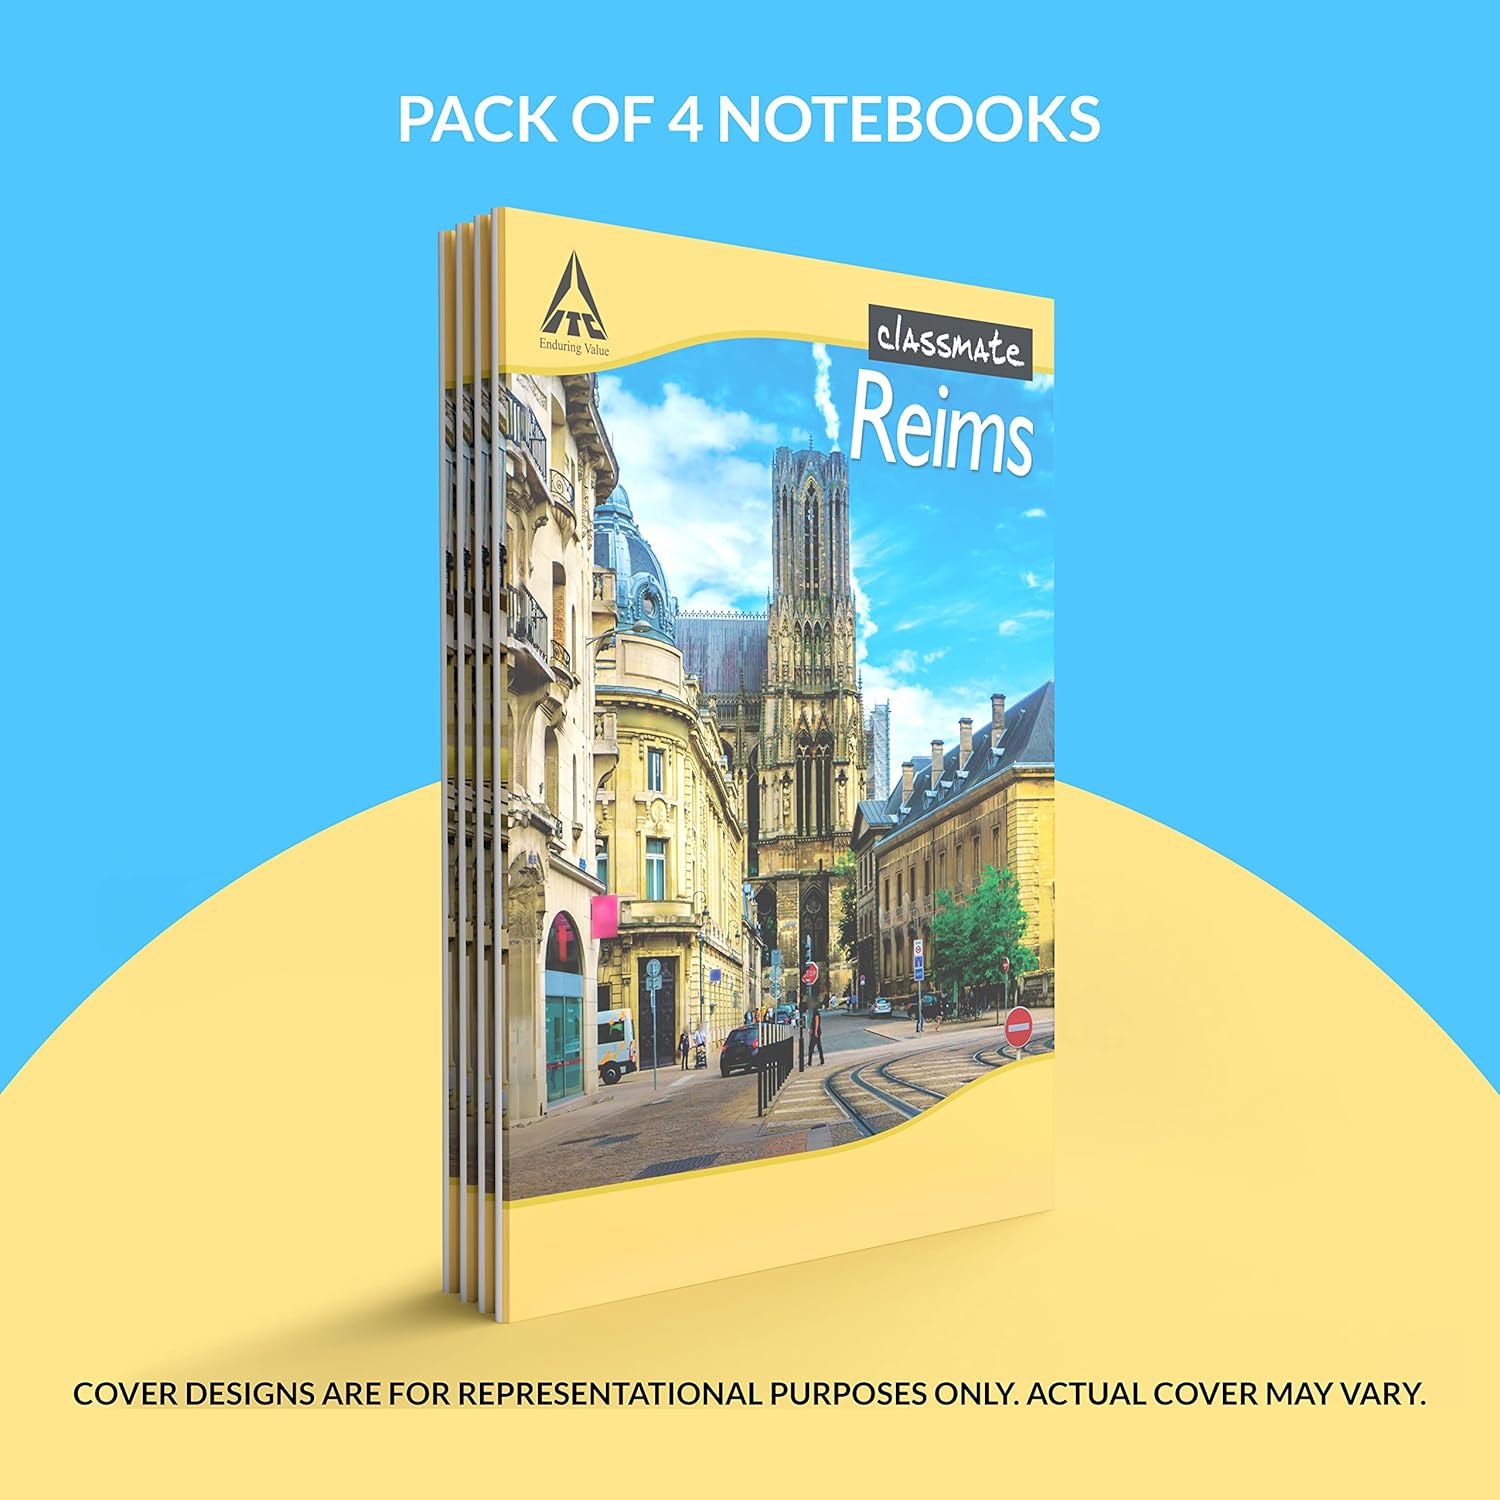 PACK OF 4 NOTEBOOKS
ITC
Enduring Value
classmate
Reims
STOP
COVER DESIGNS ARE FOR REPRESENTATIONAL PURPOSES ONLY. ACTUAL COVER MAY VARY.